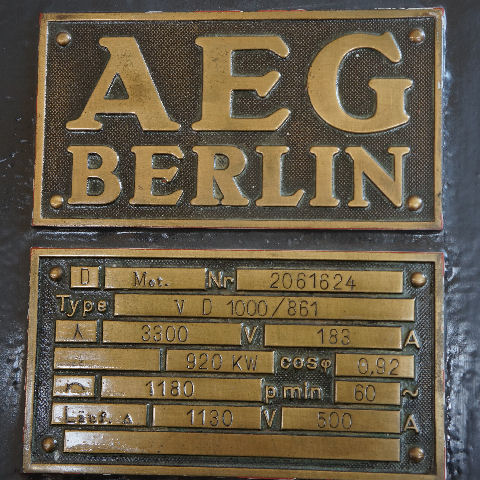 AEG
BERLIN
D Mot. Nr 2061624
Type V D 1000/861
3300 V 183 A
920 KW cosφ 0,92
1180 p.min 60 ~
Läuf. 1130 V 500 A